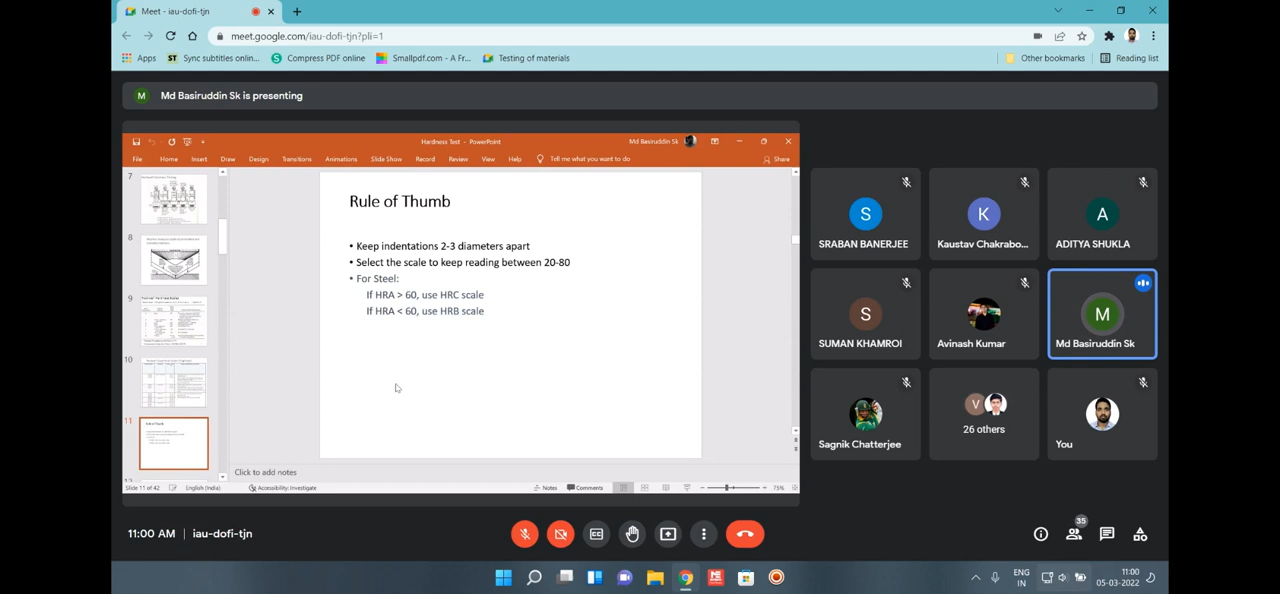 Meet - iau-dofi-tjn
meet.google.com/iau-dofi-tjn?pli=1
Apps
ST Sync subtitles onlin...
Compress PDF online
Smallpdf.com - A Fr...
Testing of materials
Other bookmarks
Reading list
M Md Basiruddin Sk is presenting
Hardness Test - PowerPoint
Md Basiruddin Sk
File Home Insert Draw Design Transitions Animations Slide Show Record Review View Help Tell me what you want to do
Share
7
8
9
10
11
Rule of Thumb
• Keep indentations 2-3 diameters apart
• Select the scale to keep reading between 20-80
• For Steel:
If HRA > 60, use HRC scale
If HRA < 60, use HRB scale
Click to add notes
Slide 11 of 42
English (India)
Accessibility: Investigate
Notes
Comments
75%
S
SRABAN BANERJEE
K
Kaustav Chakrabo...
A
ADITYA SHUKLA
S
SUMAN KHAMROI
Avinash Kumar
M
Md Basiruddin Sk
Sagnik Chatterjee
V
26 others
You
11:00 AM | iau-dofi-tjn
35
ENG
IN
11:00
05-03-2022